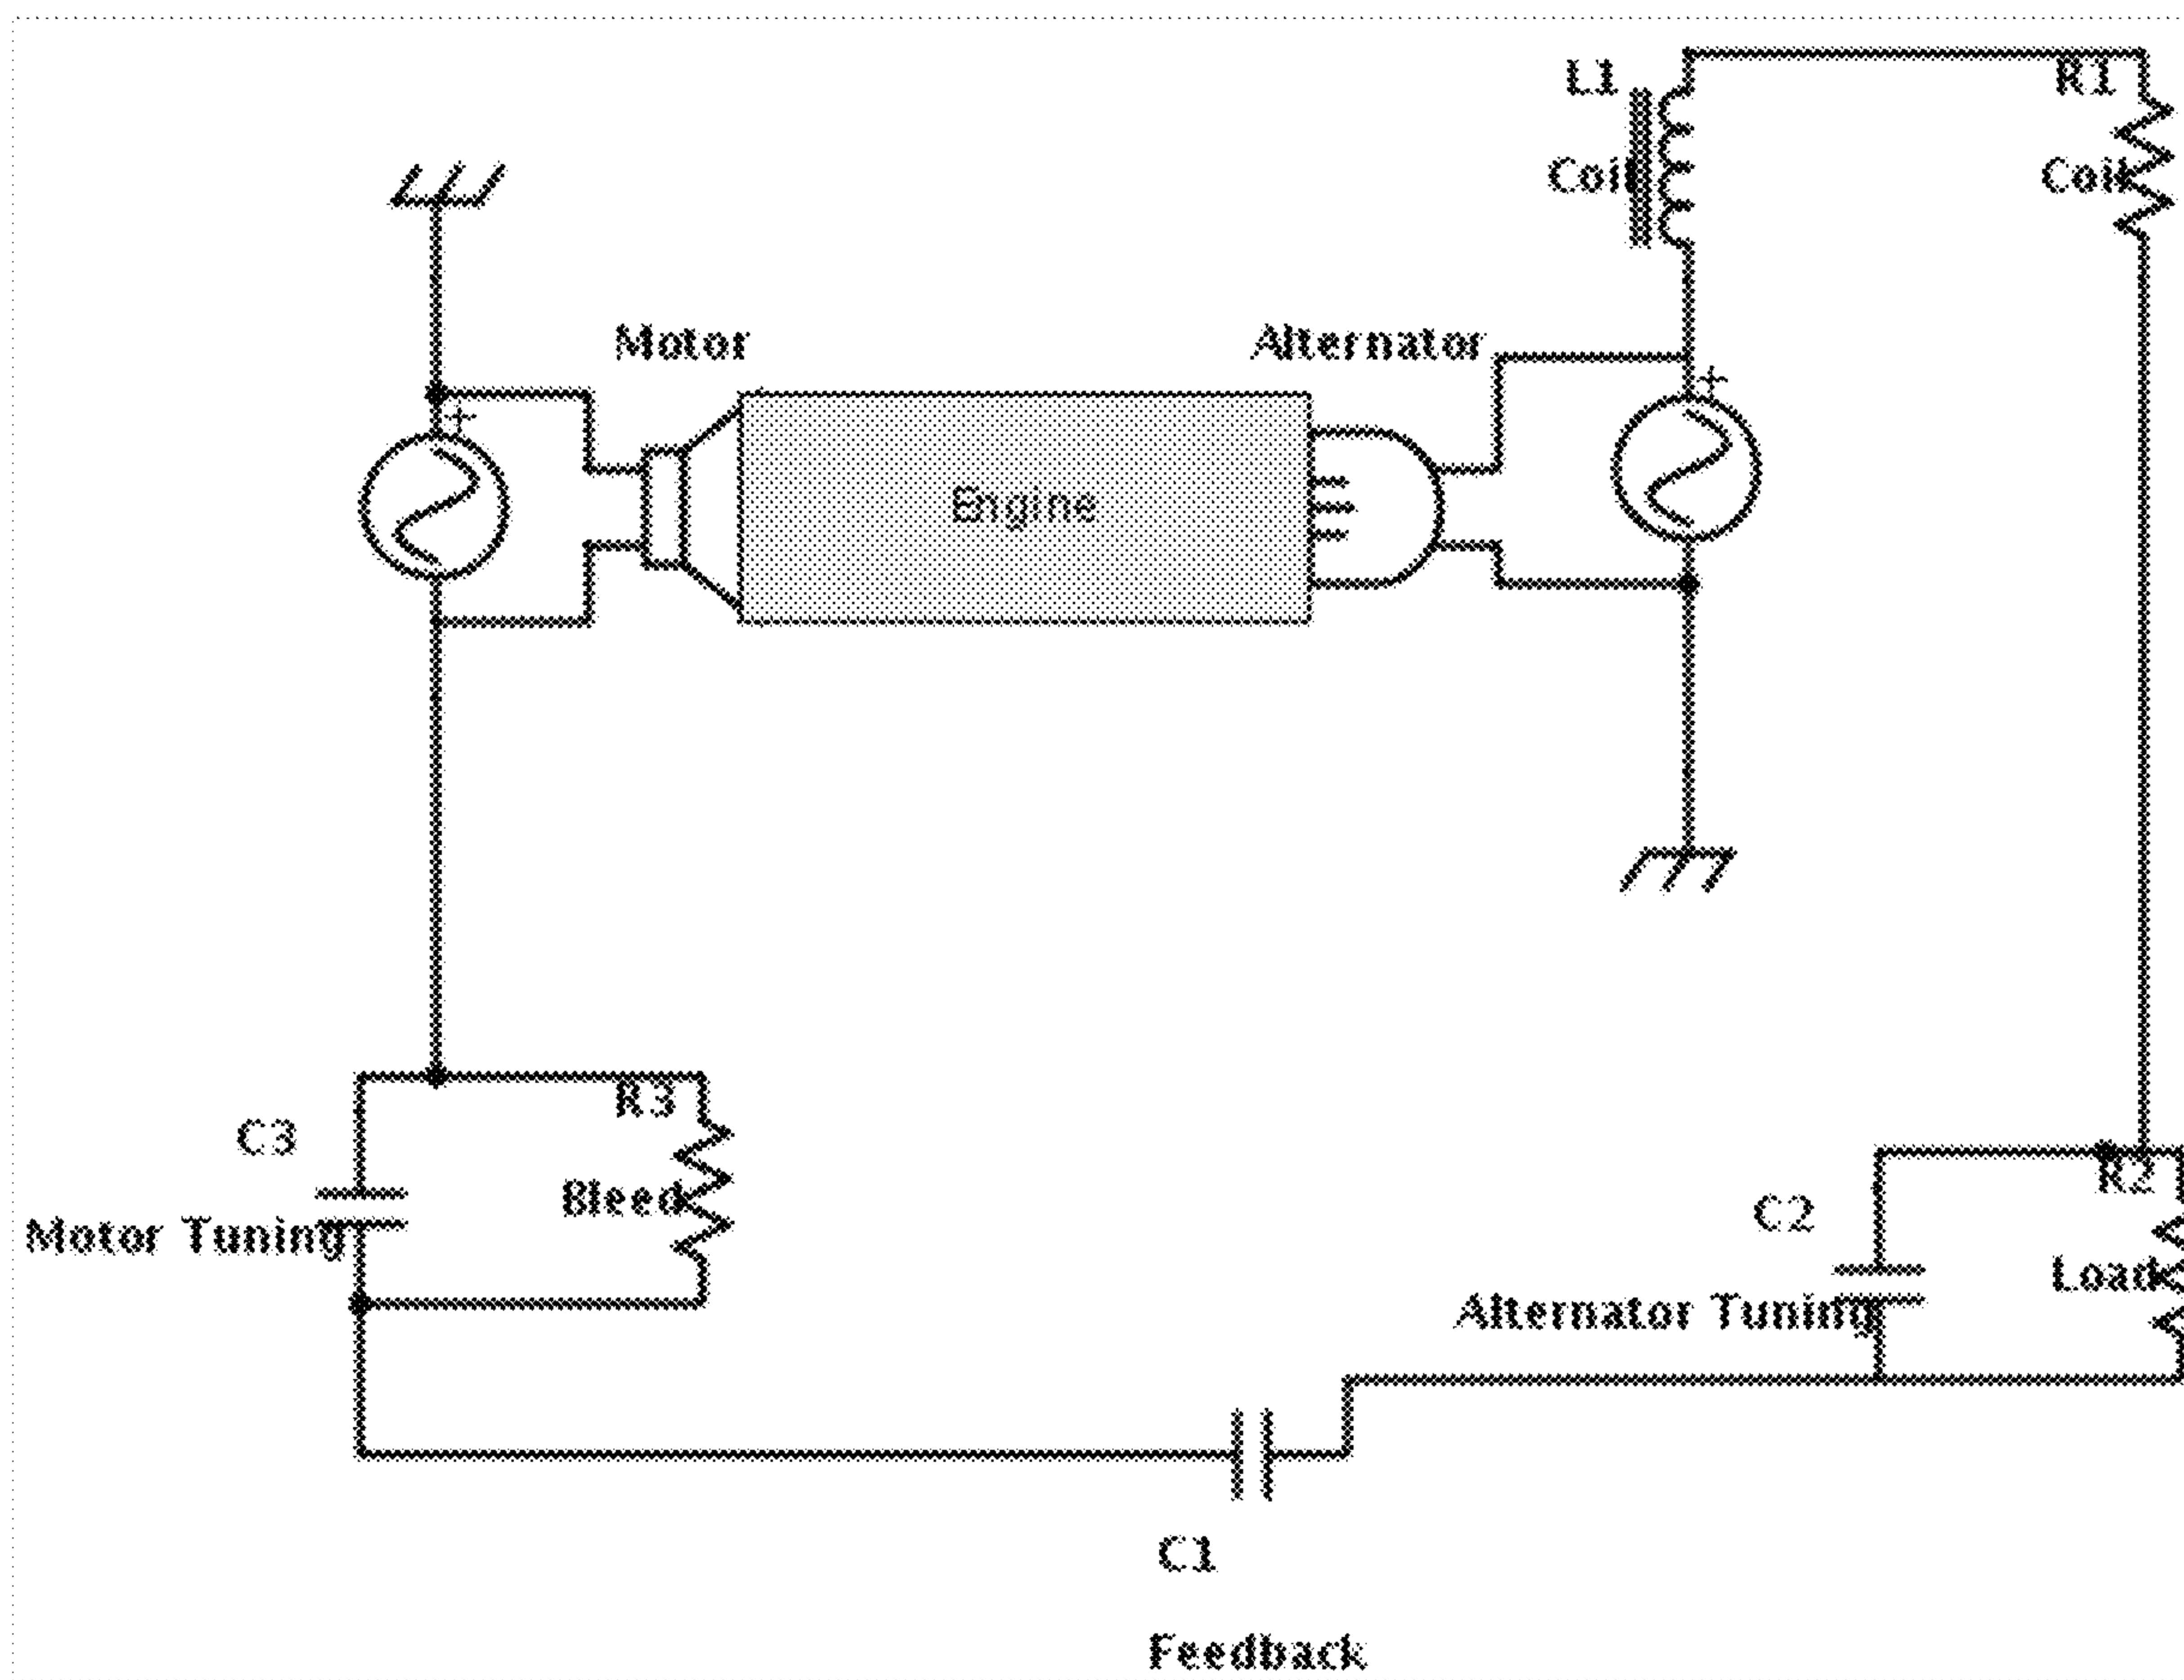 L1
R1
Coil
Coil
Motor
Alternator
+
+
Engine
R3
C3
Bleed
Motor Tuning
R2
C2
Load
Alternator Tuning
C1
Feedback